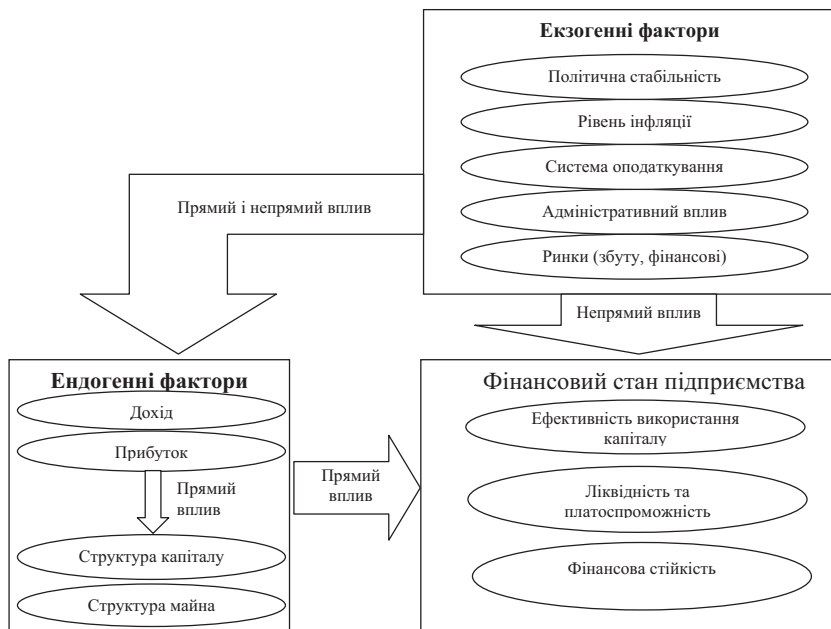 Екзогенні фактори
Політична стабільність
Рівень інфляції
Система оподаткування
Адміністративний вплив
Ринки (збуту, фінансові)
Прямий і непрямий вплив
Непрямий вплив
Ендогенні фактори
Дохід
Прибуток
Прямий
вплив
Структура капіталу
Структура майна
Прямий
вплив
Фінансовий стан підприємства
Ефективність використання
капіталу
Ліквідність та
платоспроможність
Фінансова стійкість